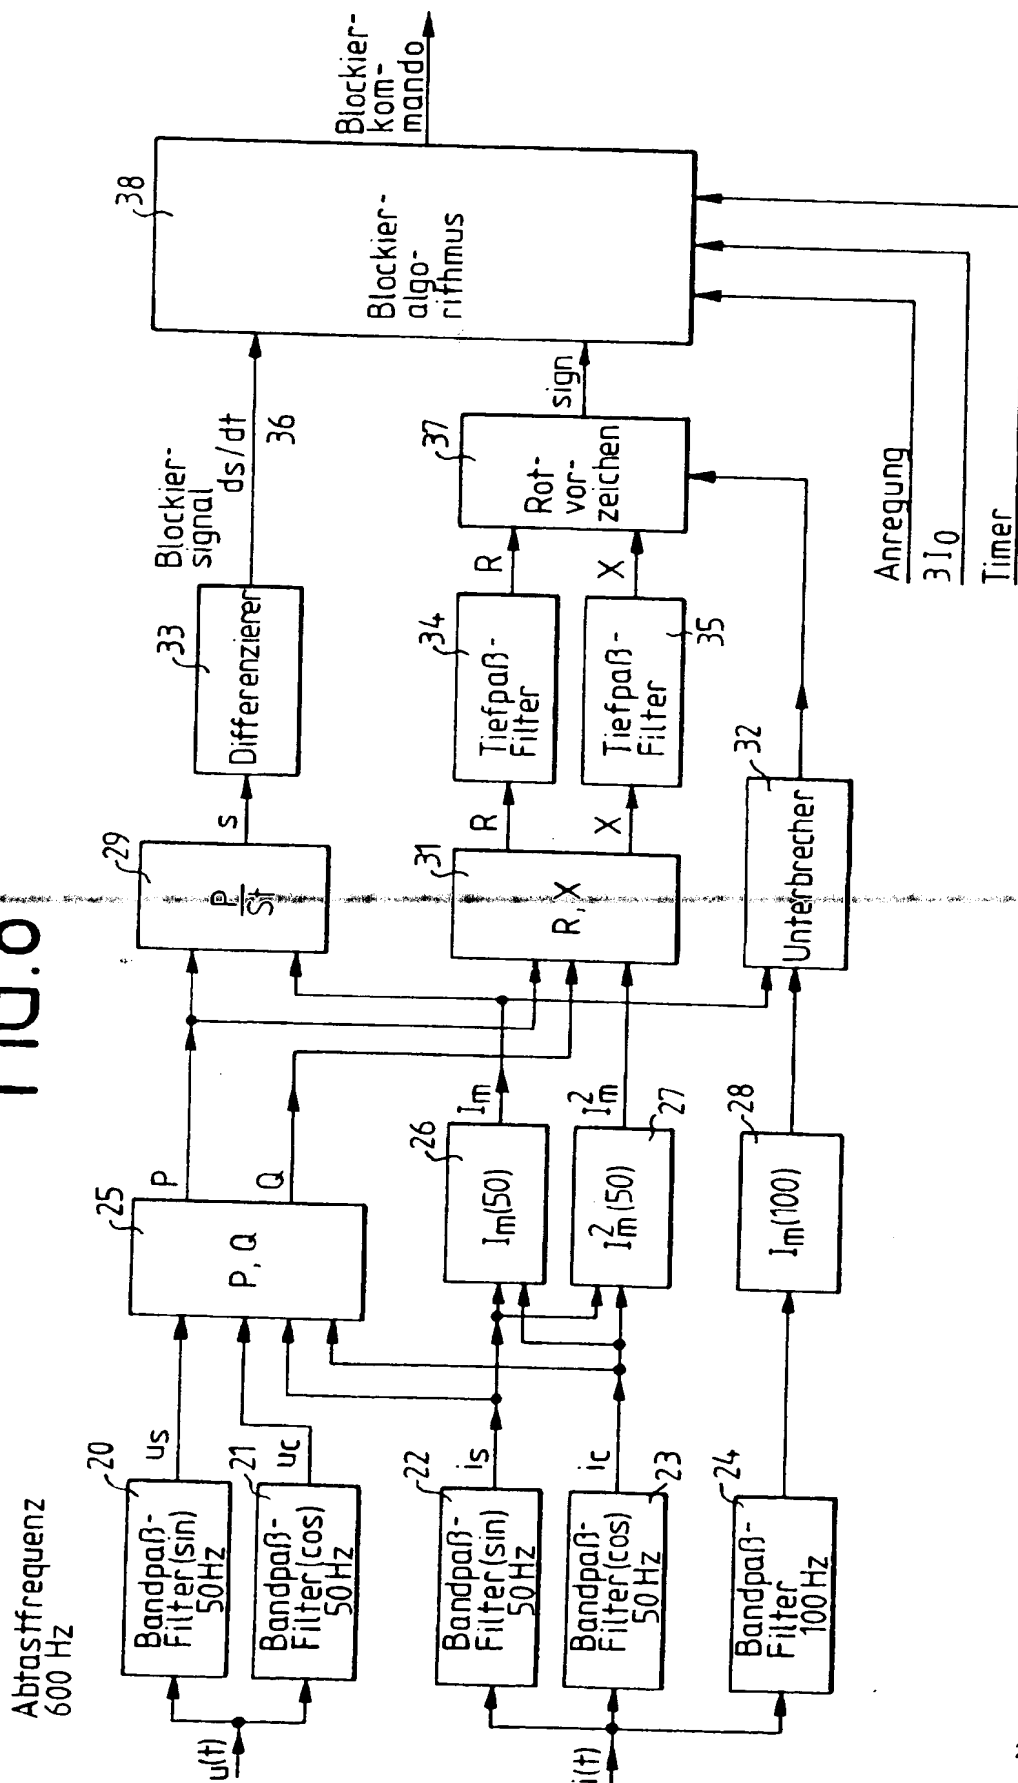 FIG.8
Abtastfrequenz
600 Hz
u(t)
i(t)
20
Bandpaß-
Filter(sin)
50Hz
us
21
Bandpaß-
Filter(cos)
50Hz
uc
22
Bandpaß-
Filter(sin)
50Hz
is
23
Bandpaß-
Filter(cos)
50Hz
ic
24
Bandpaß-
Filter
100Hz
25
P, Q
P
Q
26
Im(50)
Im
27
I²m(50)
I²m
28
Im(100)
29
P
St
s
31
R, X
R
X
32
Unterbrecher
33
Differenzierer
Blockier-
signal
ds/dt
36
34
Tiefpaß-
Filter
R
35
Tiefpaß-
Filter
X
37
Rot-
vor-
zeichen
sign
38
Blockier-
algo-
rithmus
Blockier-
kom-
mando
Anregung
3I0
Timer